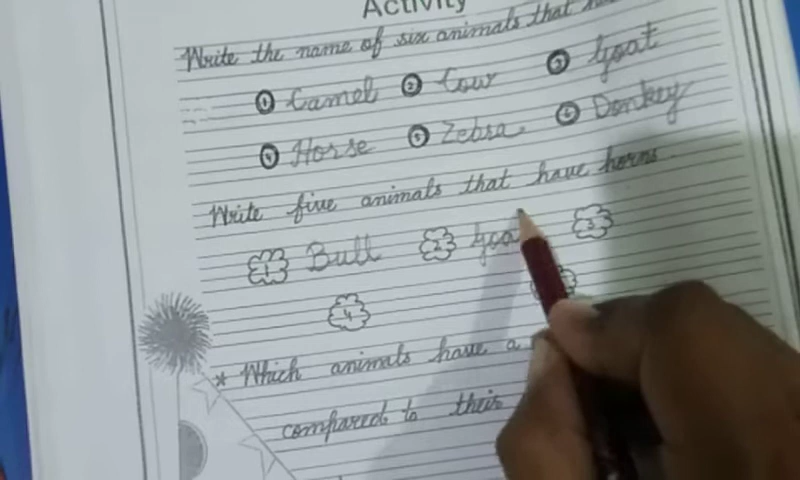 Activity
Write the name of six animals that
① Camel ② Cow ③ Goat
④ Horse ⑤ Zebra ⑥ Donkey
Write five animals that have horns
1 Bull 2 Goa 3
4
* Which animals have a
compared to their